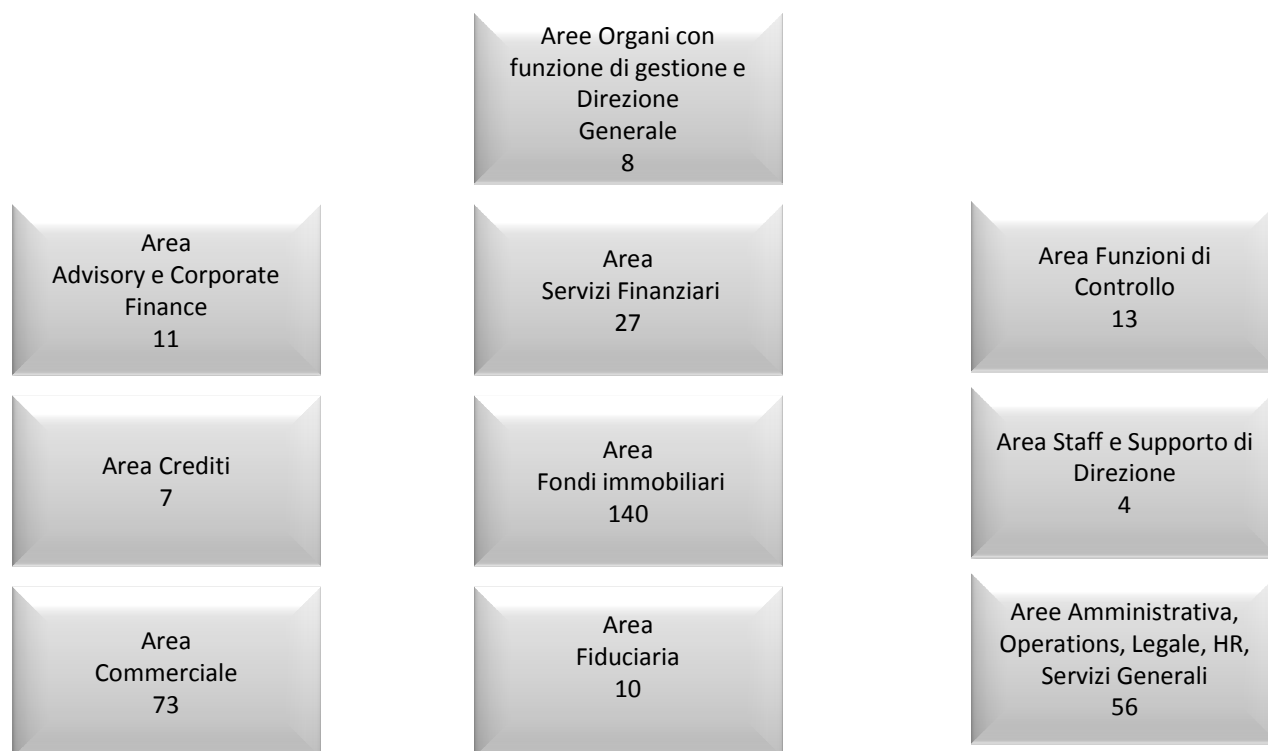 Aree Organi con
funzione di gestione e
Direzione
Generale
8
Area
Advisory e Corporate
Finance
11
Area
Servizi Finanziari
27
Area Funzioni di
Controllo
13
Area Crediti
7
Area
Fondi immobiliari
140
Area Staff e Supporto di
Direzione
4
Area
Commerciale
73
Area
Fiduciaria
10
Aree Amministrativa,
Operations, Legale, HR,
Servizi Generali
56